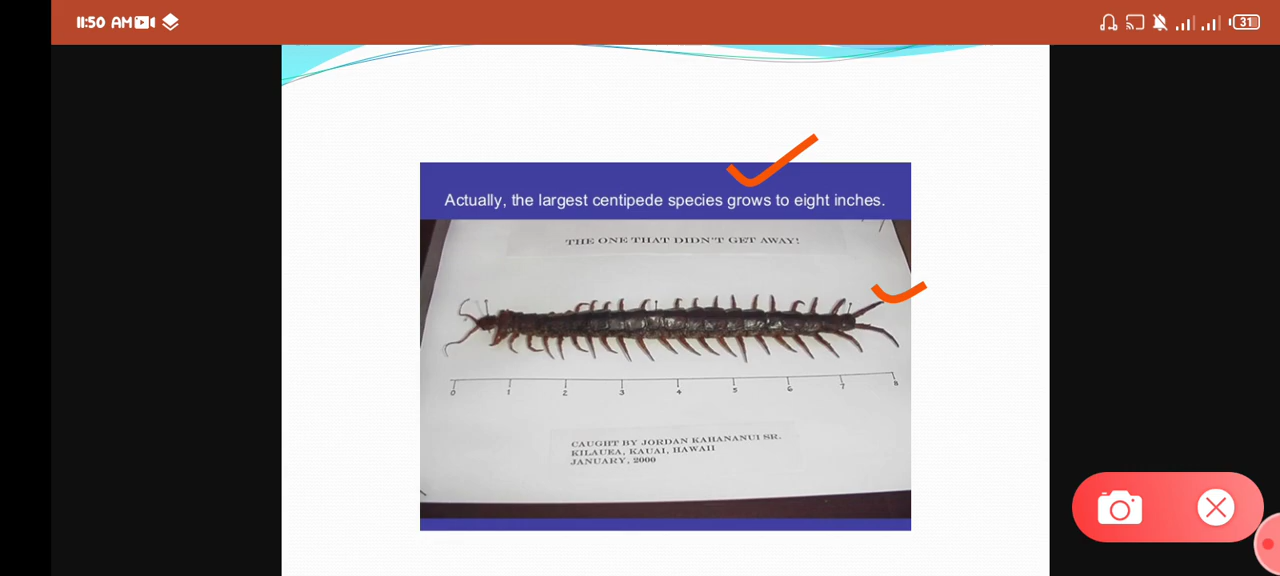 11:50 AM
31
Actually, the largest centipede species grows to eight inches.
THE ONE THAT DIDN'T GET AWAY!
0 1 2 3 4 5 6 7 8
CAUGHT BY JORDAN KAHANANUI SR.
KILAUEA, KAUAI, HAWAII
JANUARY, 2000